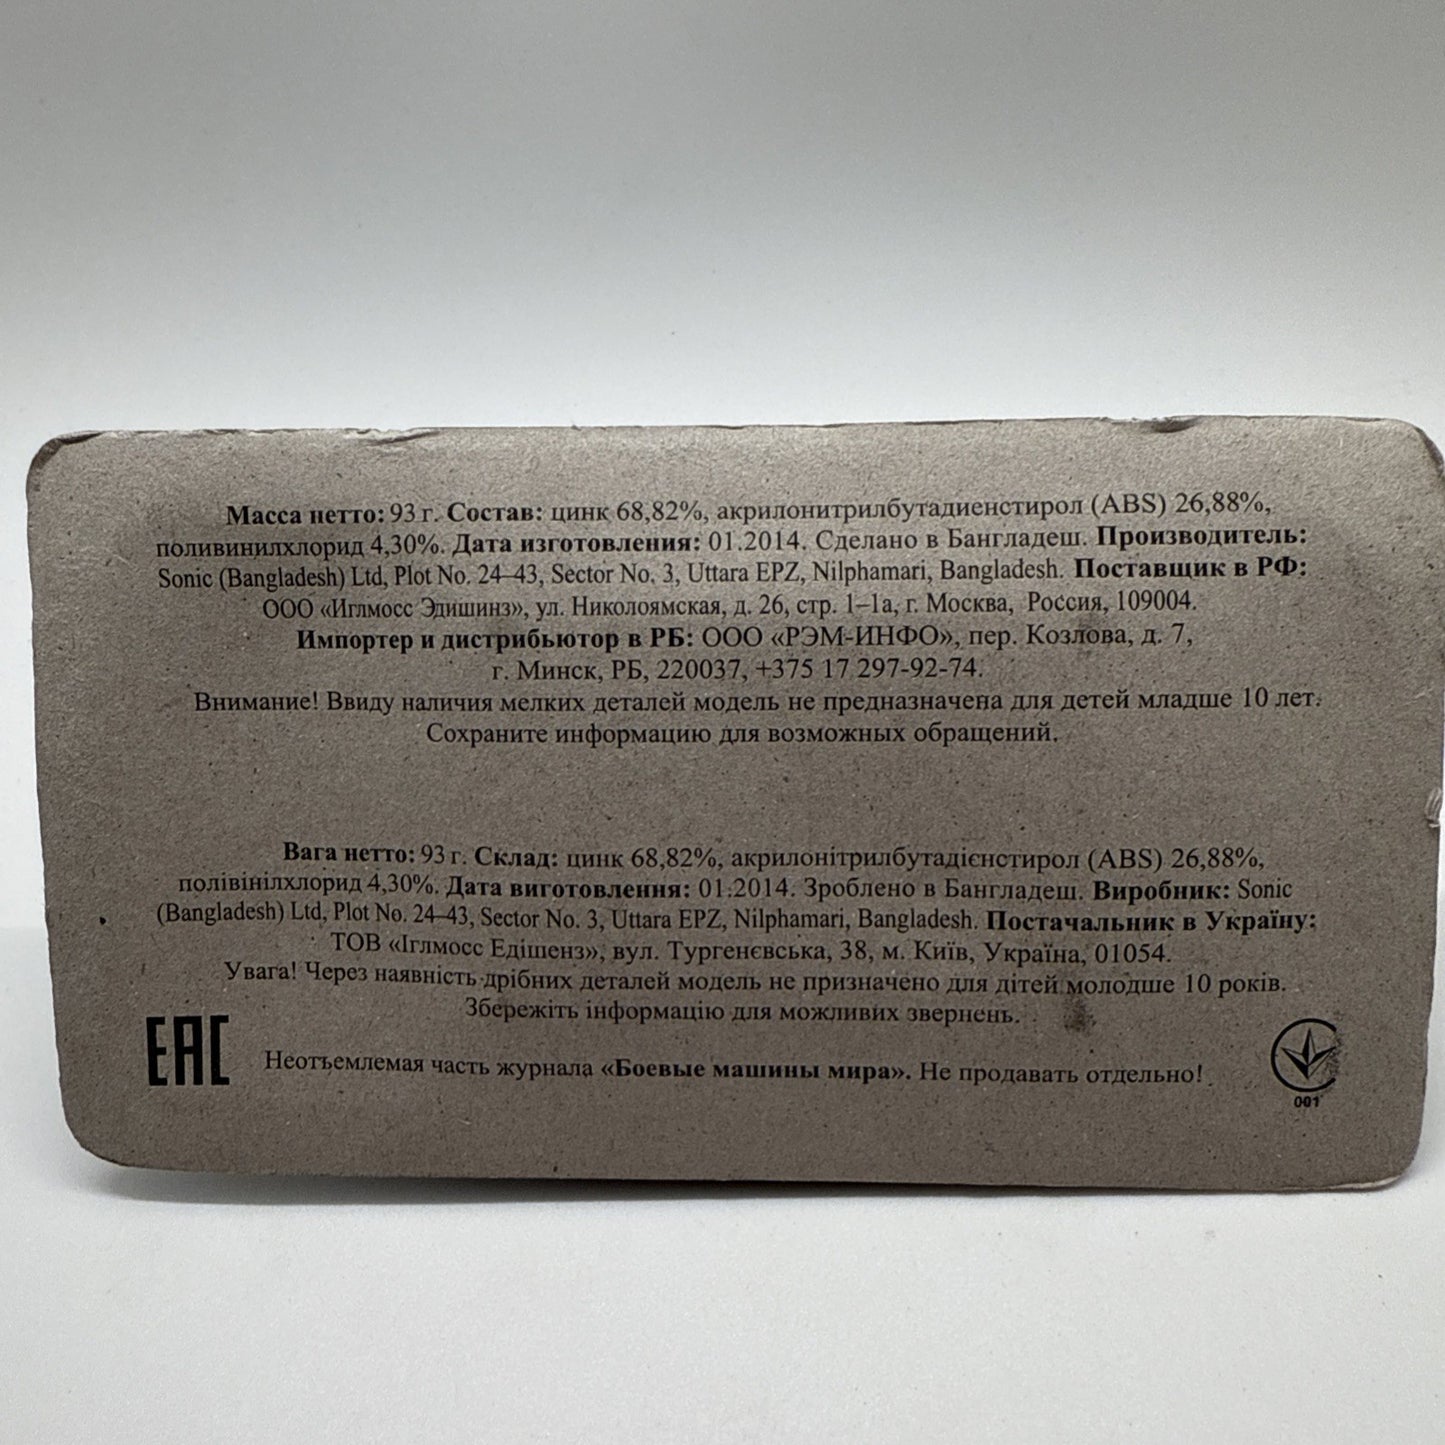 Масса нетто: 93 г. Состав: цинк 68,82%, акрилонитрилбутадиенстирол (ABS) 26,88%,
поливинилхлорид 4,30%. Дата изготовления: 01.2014. Сделано в Бангладеш. Производитель:
Sonic (Bangladesh) Ltd, Plot No. 24–43, Sector No. 3, Uttara EPZ, Nilphamari, Bangladesh. Поставщик в РФ:
ООО «Иглмосс Эдишинз», ул. Николоямская, д. 26, стр. 1–1а, г. Москва, Россия, 109004.
Импортер и дистрибьютор в РБ: ООО «РЭМ-ИНФО», пер. Козлова, д. 7,
г. Минск, РБ, 220037, +375 17 297-92-74.
Внимание! Ввиду наличия мелких деталей модель не предназначена для детей младше 10 лет.
Сохраните информацию для возможных обращений.
Вага нетто: 93 г. Склад: цинк 68,82%, акрилонітрилбутадієнстирол (ABS) 26,88%,
полівінілхлорид 4,30%. Дата виготовлення: 01.2014. Зроблено в Бангладеш. Виробник: Sonic
(Bangladesh) Ltd, Plot No. 24–43, Sector No. 3, Uttara EPZ, Nilphamari, Bangladesh. Постачальник в Україну:
ТОВ «Іглмосс Едішенз», вул. Тургенєвська, 38, м. Київ, Україна, 01054.
Увага! Через наявність дрібних деталей модель не призначено для дітей молодше 10 років.
Збережіть інформацію для можливих звернень.
ЕАС
Неотъемлемая часть журнала «Боевые машины мира». Не продавать отдельно!
001